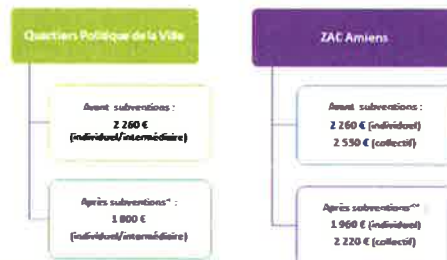 Quartiers Politique de la Ville
Avant subventions :
2 260 €
(individuel/intermédiaire)
Après subventions* :
1 800 €
(individuel/intermédiaire)
ZAC Amiens
Avant subventions :
2 260 € (individuel)
2 530 € (collectif)
Après subventions** :
1 960 € (individuel)
2 220 € (collectif)